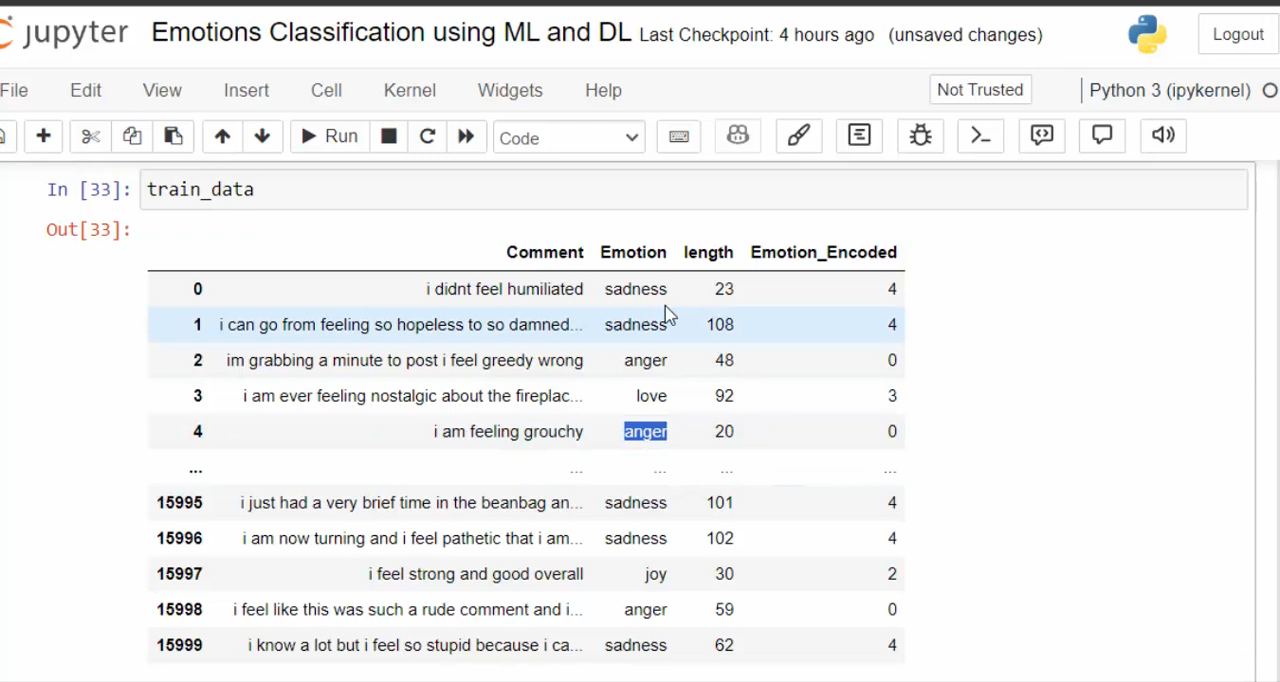 jupyter Emotions Classification using ML and DL Last Checkpoint: 4 hours ago (unsaved changes) Logout
File Edit View Insert Cell Kernel Widgets Help Not Trusted Python 3 (ipykernel)
Run Code
In [33]: train_data
Out[33]:
Comment Emotion length Emotion_Encoded
0 i didnt feel humiliated sadness 23 4
1 i can go from feeling so hopeless to so damned... sadness 108 4
2 im grabbing a minute to post i feel greedy wrong anger 48 0
3 i am ever feeling nostalgic about the fireplac... love 92 3
4 i am feeling grouchy anger 20 0
... ... ... ... ...
15995 i just had a very brief time in the beanbag an... sadness 101 4
15996 i am now turning and i feel pathetic that i am... sadness 102 4
15997 i feel strong and good overall joy 30 2
15998 i feel like this was such a rude comment and i... anger 59 0
15999 i know a lot but i feel so stupid because i ca... sadness 62 4